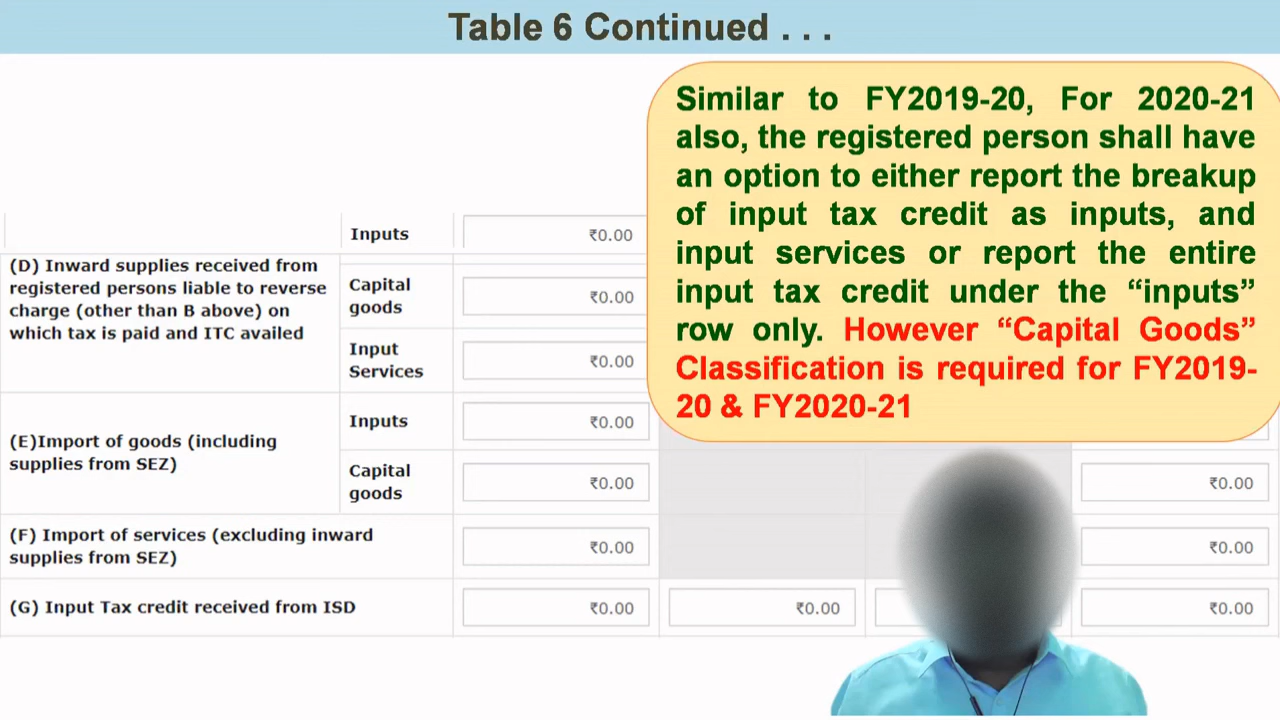 Table 6 Continued . . .
Similar to FY2019-20, For 2020-21
also, the registered person shall have
an option to either report the breakup
of input tax credit as inputs, and
input services or report the entire
input tax credit under the “inputs”
row only. However “Capital Goods”
Classification is required for FY2019-
20 & FY2020-21
Inputs ₹0.00
(D) Inward supplies received from
registered persons liable to reverse
charge (other than B above) on
which tax is paid and ITC availed
Capital
goods
₹0.00
Input
Services
₹0.00
(E)Import of goods (including
supplies from SEZ)
Inputs ₹0.00
Capital
goods
₹0.00 ₹0.00
(F) Import of services (excluding inward
supplies from SEZ)
₹0.00 ₹0.00
(G) Input Tax credit received from ISD ₹0.00 ₹0.00 ₹0.00